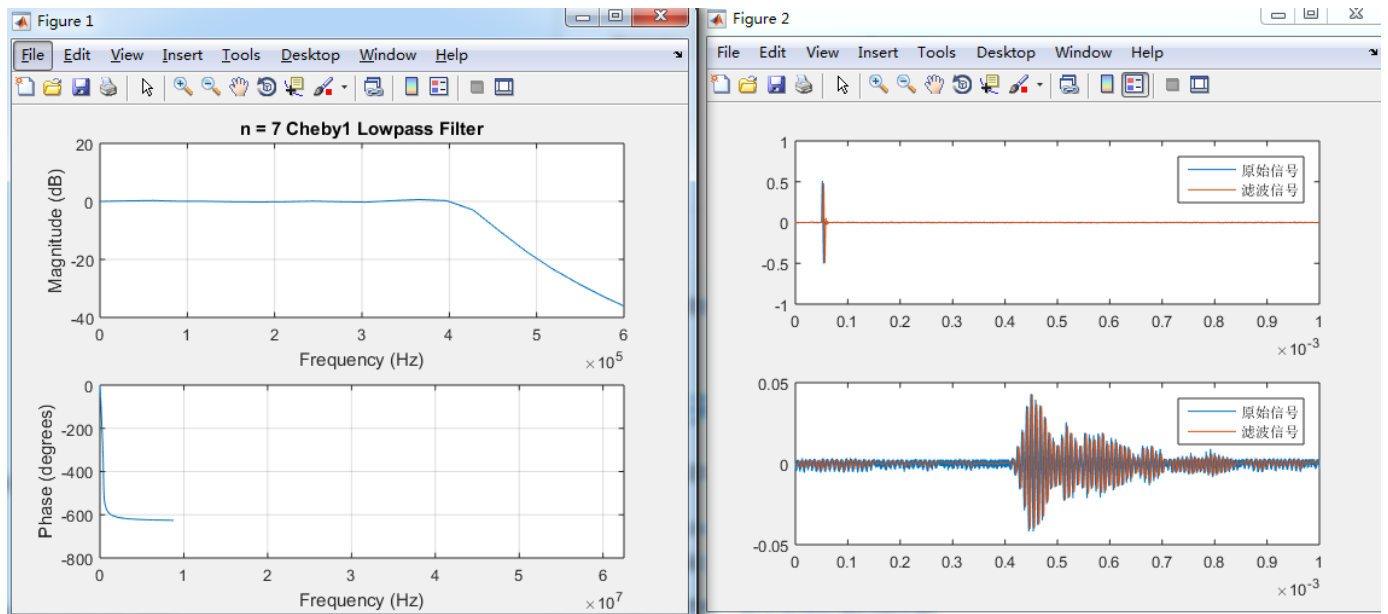 Figure 1
File Edit View Insert Tools Desktop Window Help
n = 7 Cheby1 Lowpass Filter
Magnitude (dB)
20
0
-20
-40
0 1 2 3 4 5 6
×10^5
Frequency (Hz)
Phase (degrees)
0
-200
-400
-600
-800
0 1 2 3 4 5 6
×10^7
Frequency (Hz)
Figure 2
File Edit View Insert Tools Desktop Window Help
1
0.5
0
-0.5
-1
原始信号
滤波信号
0 0.1 0.2 0.3 0.4 0.5 0.6 0.7 0.8 0.9 1
×10^-3
0.05
0
-0.05
原始信号
滤波信号
0 0.1 0.2 0.3 0.4 0.5 0.6 0.7 0.8 0.9 1
×10^-3